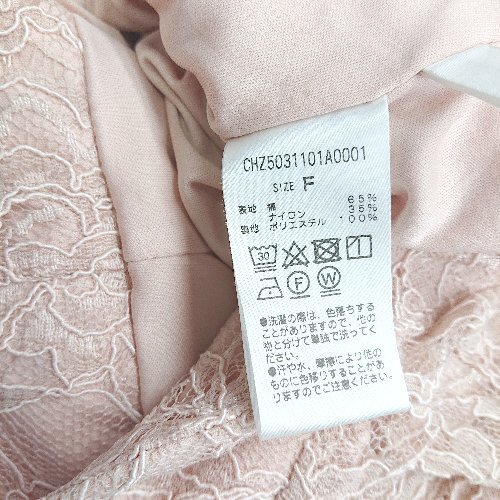 CHZ5031101A0001
SIZE F
表地 綿 65%
ナイロン 35%
裏地 ポリエステル 100%
30
F W
●洗濯の際は、色落ちする
ことがありますので、他の
物と分けて単独で洗ってく
ださい。
●汗や水、摩擦により他の
ものに色移りすることがあ
りますのでご注意ください